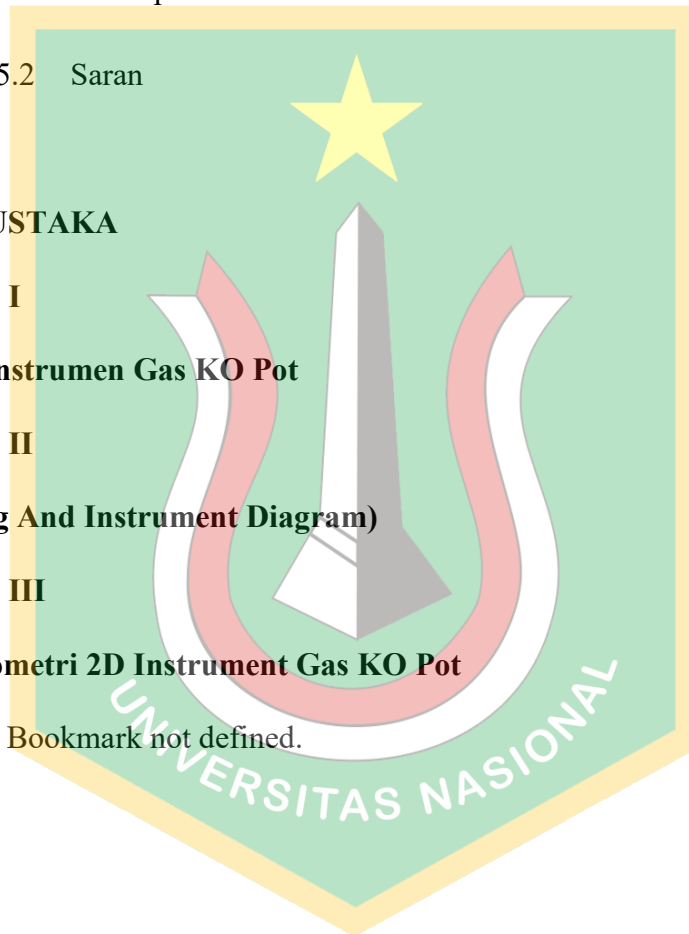 5.2 Saran
USTAKA
I
nstrumen Gas KO Pot
II
g And Instrument Diagram)
III
ometri 2D Instrument Gas KO Pot
Bookmark not defined.
UNIVERSITAS NASIONAL